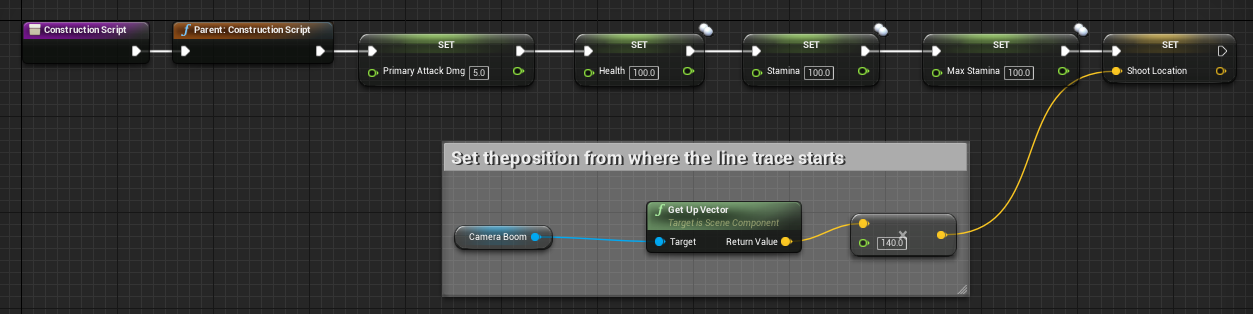 Construction Script
Parent: Construction Script
SET
Primary Attack Dmg 5.0
SET
Health 100.0
SET
Stamina 100.0
SET
Max Stamina 100.0
SET
Shoot Location
Set theposition from where the line trace starts
Camera Boom
Get Up Vector
Target is Scene Component
Target Return Value
140.0